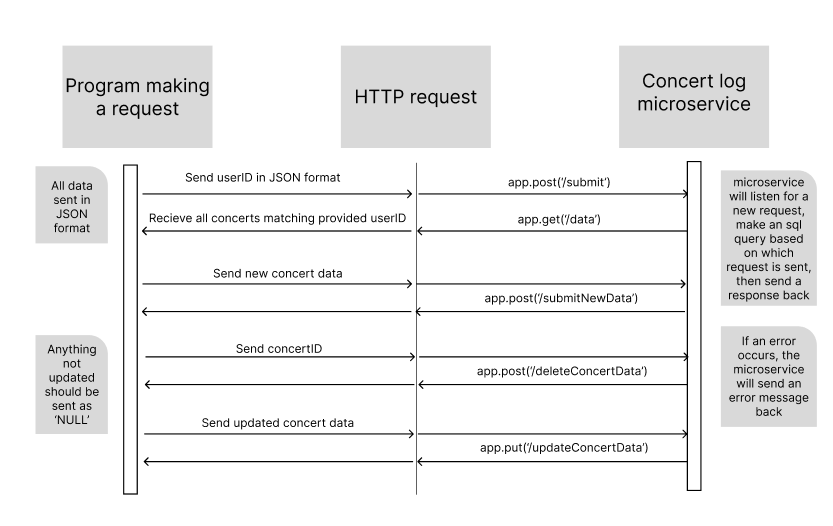 Program making
a request
HTTP request
Concert log
microservice
All data
sent in
JSON
format
Send userID in JSON format
app.post('/submit')
Recieve all concerts matching provided userID
app.get('/data')
microservice
will listen for a
new request,
make an sql
query based
on which
request is sent,
then send a
response back
Send new concert data
app.post('/submitNewData')
Anything
not
updated
should be
sent as
'NULL'
Send concertID
app.post('/deleteConcertData')
If an error
occurs, the
microservice
will send an
error message
back
Send updated concert data
app.put('/updateConcertData')